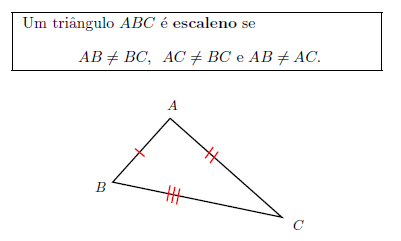 Um triângulo ABC é escaleno se
AB ≠ BC, AC ≠ BC e AB ≠ AC.
A
B
C